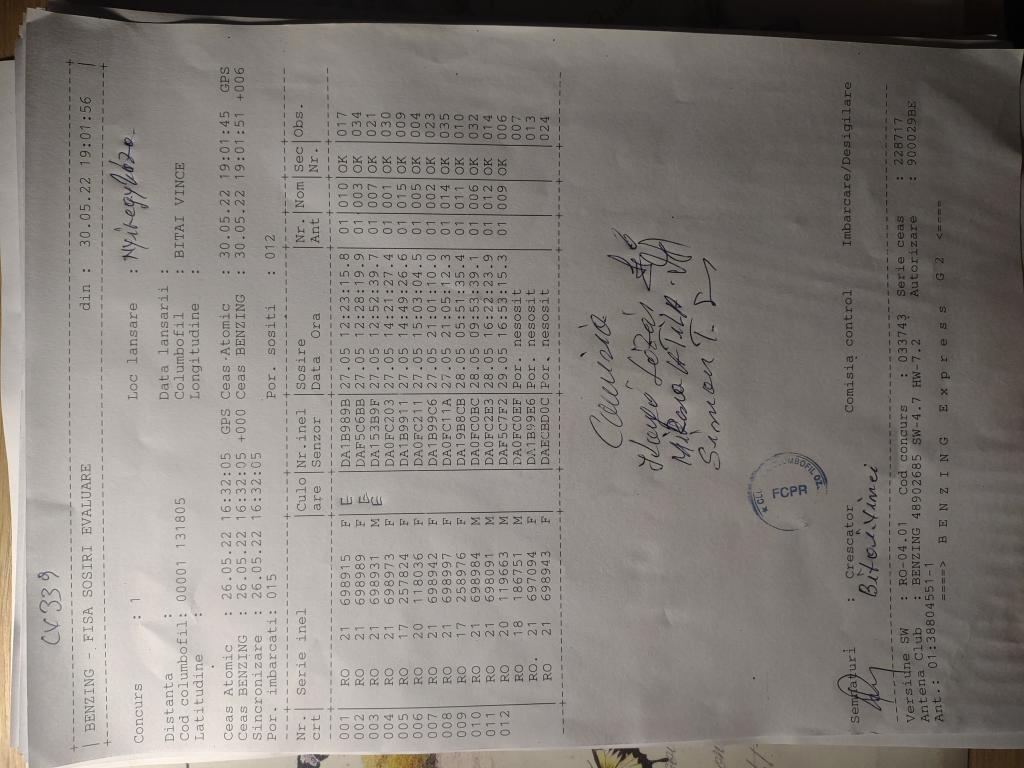 CV 339
BENZING - FISA SOSIRI EVALUARE din : 30.05.22 19:01:56
Concurs : 1 Loc lansare :
Distanta : Data lansarii :
Cod columbofil: 00001 131805 Columbofil : BITAI VINCE
Latitudine : Longitudine :
Ceas Atomic : 26.05.22 16:32:05 GPS Ceas-Atomic : 30.05.22 19:01:45 GPS
Ceas BENZING : 26.05.22 16:32:05 +000 Ceas BENZING : 30.05.22 19:01:51 +006
Sincronizare : 26.05.22 16:32:05
Por. imbarcati: 015 Por. sositi : 012
Nr. Serie inel Culo Nr.inel Sosire Nr. Nom Sec Obs.
crt are Senzor Data Ora Ant Nr.
001 RO 21 698915 F E DA1B989B 27.05 12:23:15.8 01 010 OK 017
002 RO 21 698989 F E DAF5C6BB 27.05 12:28:19.9 01 003 OK 034
003 RO 21 698931 M E DA153B9F 27.05 12:52:39.7 01 007 OK 021
004 RO 21 698973 F DA0FC203 27.05 14:21:27.4 01 001 OK 030
005 RO 17 257824 F DA1B9911 27.05 14:49:26.6 01 015 OK 009
006 RO 20 118036 F DA0FC211 27.05 15:03:04.5 01 005 OK 004
007 RO 21 698942 F DA1B99C6 27.05 21:01:10.0 01 002 OK 023
008 RO 21 698997 F DA0FC11A 27.05 21:05:12.3 01 014 OK 035
009 RO 17 258976 F DA19B8CB 28.05 05:51:35.4 01 011 OK 010
010 RO 21 698984 M DA0FC0BC 28.05 09:53:39.1 01 006 OK 032
011 RO 21 698091 M DA0FC2E3 28.05 16:22:23.9 01 012 OK 014
012 RO 20 119663 M DAF5C7F2 29.05 16:53:15.3 01 009 OK 006
RO 18 186751 M DA0FC0EF Por. nesosit 007
RO. 21 697094 F DA1B99E6 Por. nesosit 013
RO. 21 698943 F DAECBD0C Por. nesosit 024
Comisia
Simon T.
FCPR
Semnaturi : Crescator Comisia control Imbarcare/Desigilare
Versiune SW : RO-04.01 Cod concurs : 033743 Serie ceas : 228717
Antena Club : BENZING 48902685 SW-4.7 HW-7.2 Autorizare : 900029BE
Ant.: 01:38804551-1
====> B E N Z I N G E x p r e s s G 2 <====